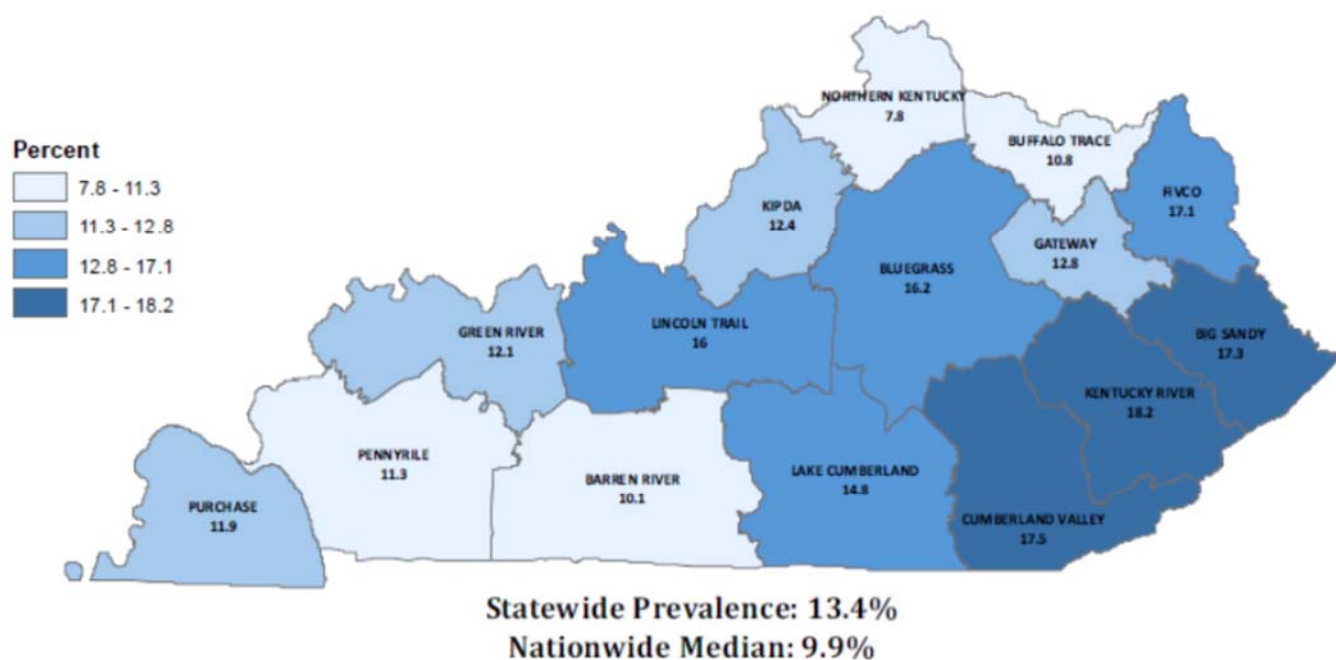 NORTHERN KENTUCKY
7.8
BUFFALO TRACE
10.8
Percent
7.8 - 11.3
11.3 - 12.8
12.8 - 17.1
17.1 - 18.2
FIVCO
17.1
KIPDA
12.4
GATEWAY
12.8
BLUEGRASS
16.2
GREEN RIVER
12.1
LINCOLN TRAIL
16
BIG SANDY
17.3
KENTUCKY RIVER
18.2
PENNYRILE
11.3
BARREN RIVER
10.1
LAKE CUMBERLAND
14.8
PURCHASE
11.9
CUMBERLAND VALLEY
17.5
Statewide Prevalence: 13.4%
Nationwide Median: 9.9%